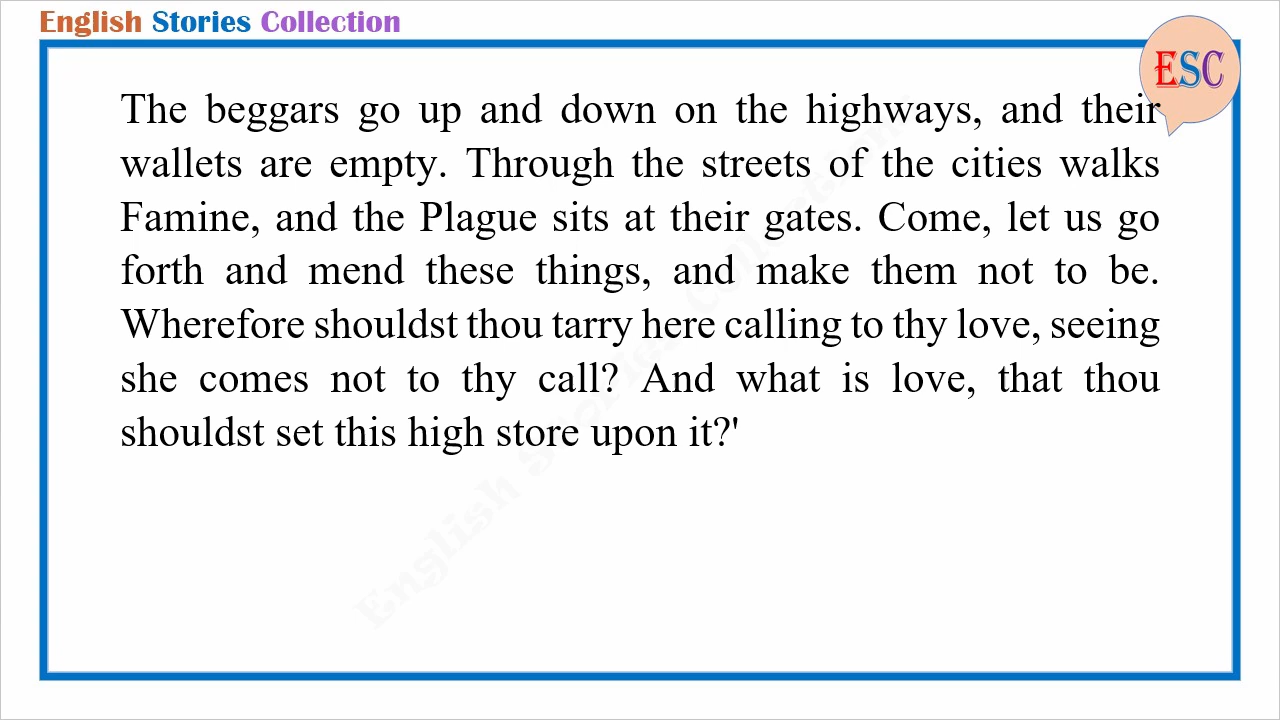 English Stories Collection
ESC
The beggars go up and down on the highways, and their
wallets are empty. Through the streets of the cities walks
Famine, and the Plague sits at their gates. Come, let us go
forth and mend these things, and make them not to be.
Wherefore shouldst thou tarry here calling to thy love, seeing
she comes not to thy call? And what is love, that thou
shouldst set this high store upon it?'
English Stories Collection